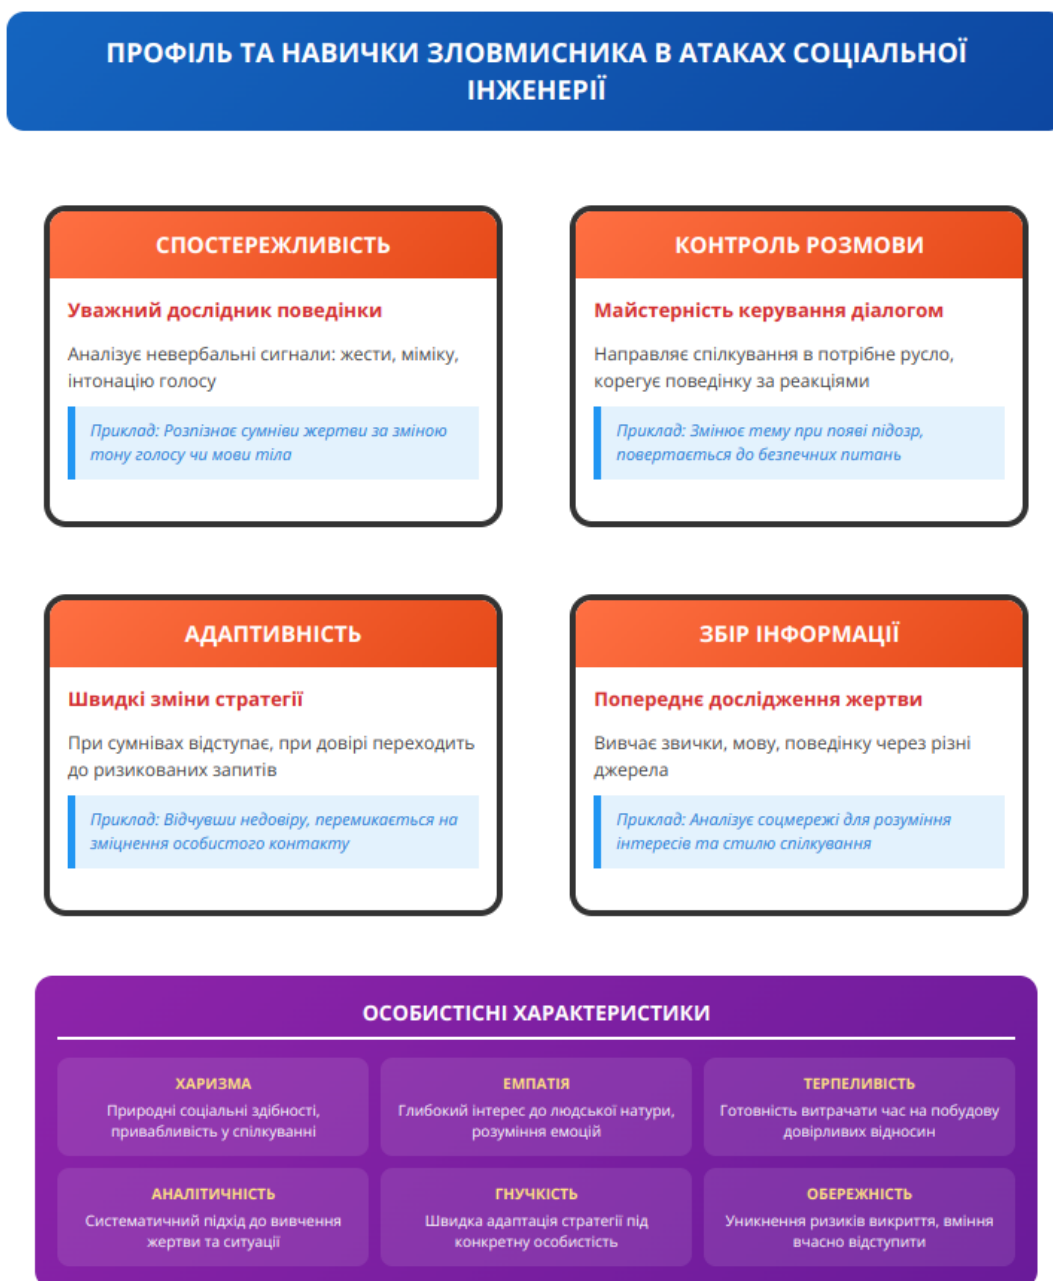 ПРОФІЛЬ ТА НАВИЧКИ ЗЛОВМИСНИКА В АТАКАХ СОЦІАЛЬНОЇ
ІНЖЕНЕРІЇ
СПОСТЕРЕЖЛИВІСТЬ
Уважний дослідник поведінки
Аналізує невербальні сигнали: жести, міміку,
інтонацію голосу
Приклад: Розпізнає сумніви жертви за зміною
тону голосу чи мови тіла
КОНТРОЛЬ РОЗМОВИ
Майстерність керування діалогом
Направляє спілкування в потрібне русло,
корегує поведінку за реакціями
Приклад: Змінює тему при появі підозр,
повертається до безпечних питань
АДАПТИВНІСТЬ
Швидкі зміни стратегії
При сумнівах відступає, при довірі переходить
до ризикованих запитів
Приклад: Відчувши недовіру, перемикається на
зміцнення особистого контакту
ЗБІР ІНФОРМАЦІЇ
Попереднє дослідження жертви
Вивчає звички, мову, поведінку через різні
джерела
Приклад: Аналізує соцмережі для розуміння
інтересів та стилю спілкування
ОСОБИСТІСНІ ХАРАКТЕРИСТИКИ
ХАРИЗМА
Природні соціальні здібності,
привабливість у спілкуванні
ЕМПАТІЯ
Глибокий інтерес до людської натури,
розуміння емоцій
ТЕРПЕЛИВІСТЬ
Готовність витрачати час на побудову
довірливих відносин
АНАЛІТИЧНІСТЬ
Систематичний підхід до вивчення
жертви та ситуації
ГНУЧКІСТЬ
Швидка адаптація стратегії під
конкретну особистість
ОБЕРЕЖНІСТЬ
Уникнення ризиків викриття, вміння
вчасно відступити